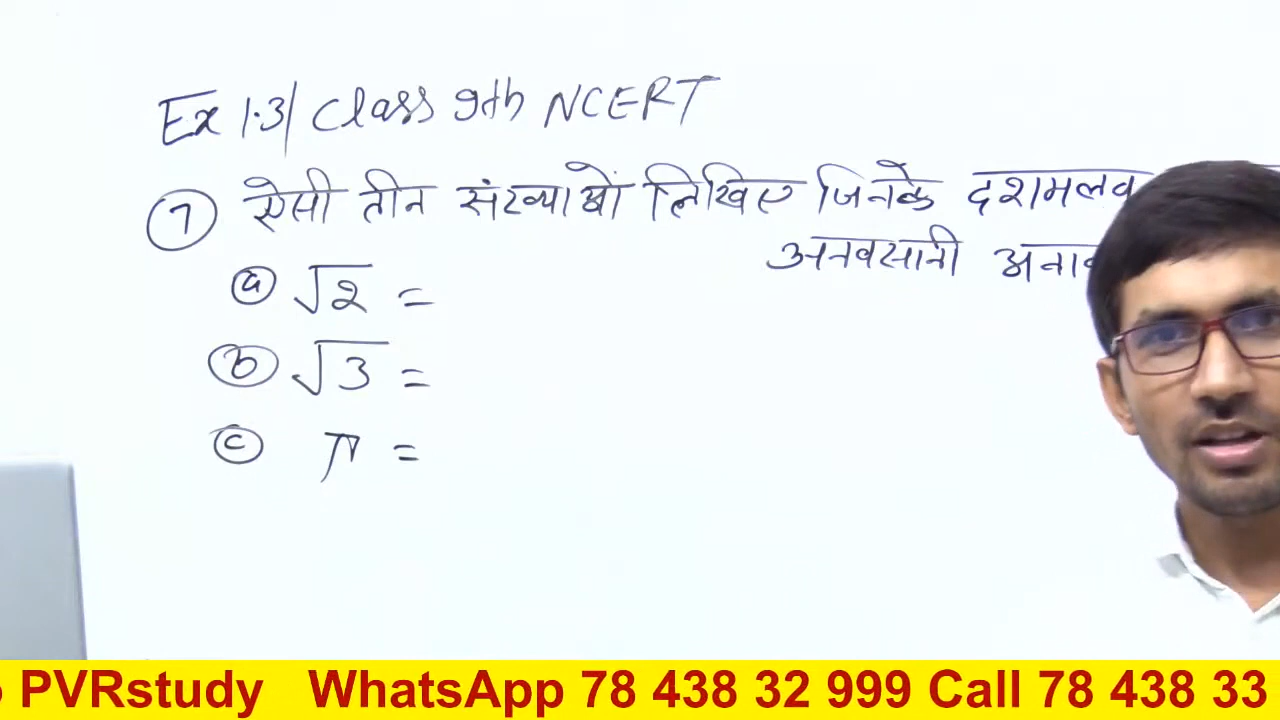 Ex 1.3/ Class 9th NCERT
7 ऐसी तीन संख्याओं लिखिए जिनके दशमलव
अनवसानी
a √2 =
b √3 =
c π =
PVRstudy WhatsApp 78 438 32 999 Call 78 438 33